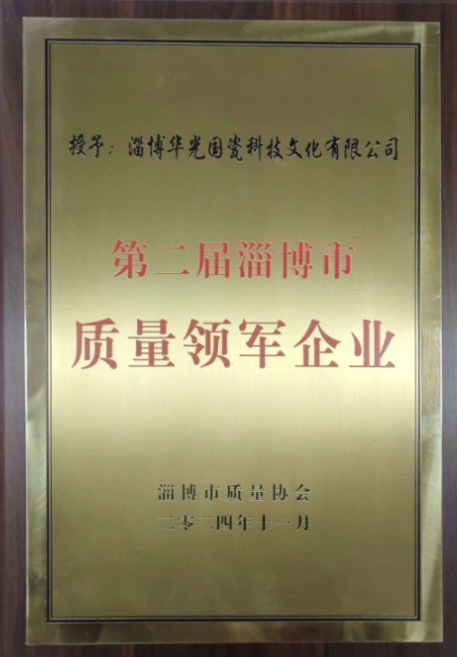 授予：淄博华光国瓷科技文化有限公司
第二届淄博市
质量领军企业
淄博市质量协会
二零二四年十一月